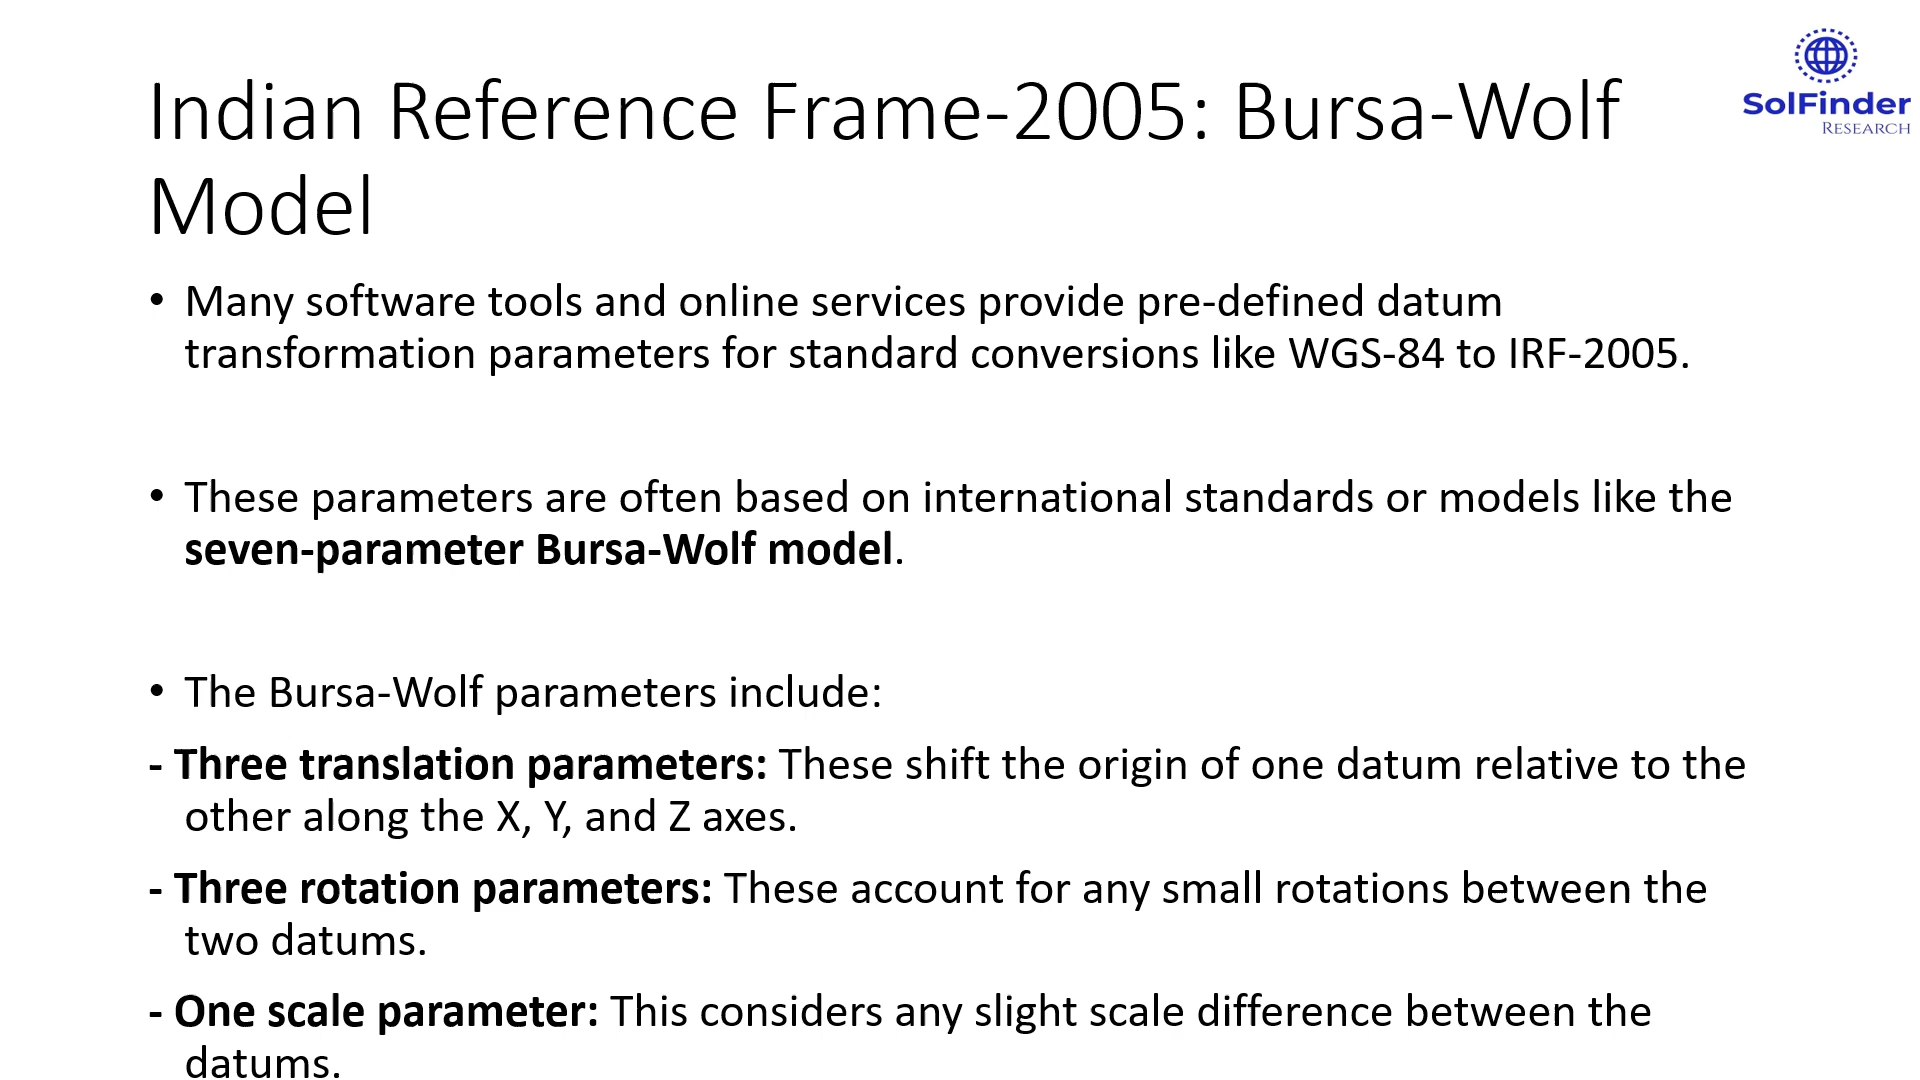 SolFinder
RESEARCH
Indian Reference Frame-2005: Bursa-Wolf
Model
• Many software tools and online services provide pre-defined datum
transformation parameters for standard conversions like WGS-84 to IRF-2005.
• These parameters are often based on international standards or models like the
seven-parameter Bursa-Wolf model.
• The Bursa-Wolf parameters include:
- Three translation parameters: These shift the origin of one datum relative to the
other along the X, Y, and Z axes.
- Three rotation parameters: These account for any small rotations between the
two datums.
- One scale parameter: This considers any slight scale difference between the
datums.